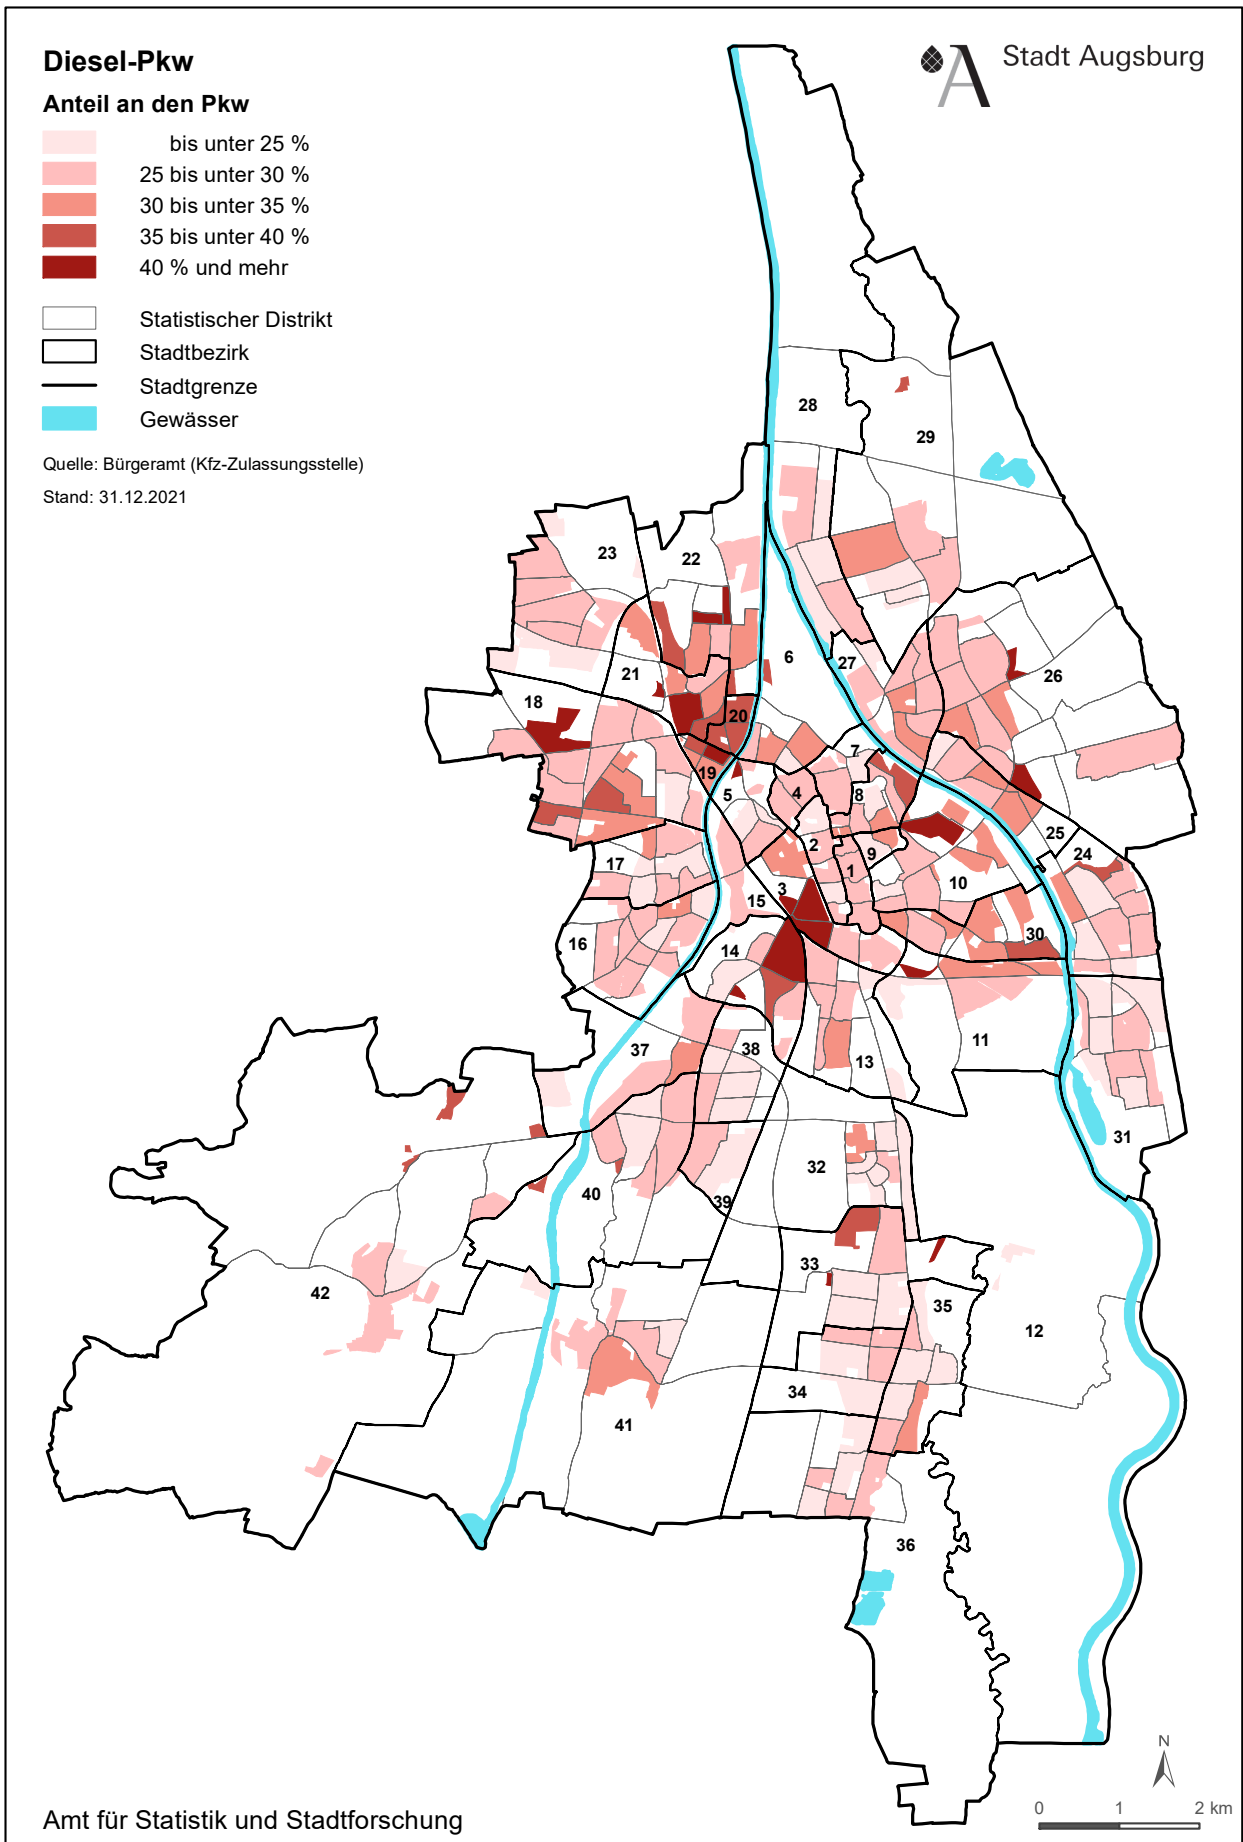 Diesel-Pkw
Stadt Augsburg
Anteil an den Pkw
bis unter 25 %
25 bis unter 30 %
30 bis unter 35 %
35 bis unter 40 %
40 % und mehr
Statistischer Distrikt
Stadtbezirk
Stadtgrenze
Gewässer
Quelle: Bürgeramt (Kfz-Zulassungsstelle)
Stand: 31.12.2021
28
29
23
22
6
27
21
26
18
20
7
19
5
4
8
25
2
9
24
17
1
10
3
15
30
16
14
37
38
13
11
31
32
40
39
33
42
35
12
34
41
36
N
0 1 2 km
Amt für Statistik und Stadtforschung